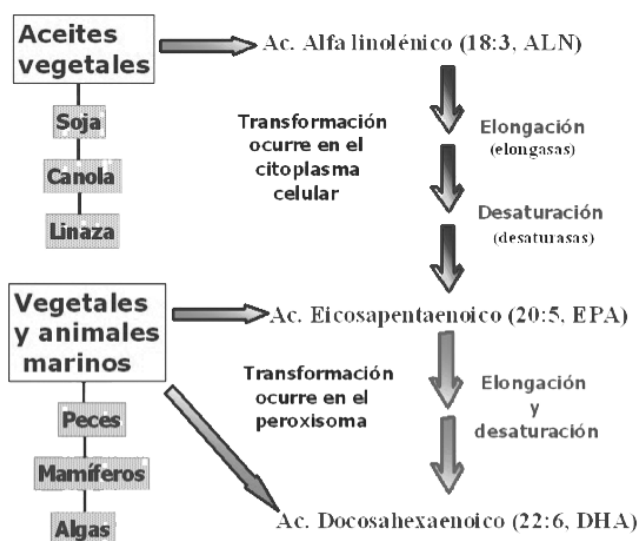 Aceites
vegetales
Ac. Alfa linolénico (18:3, ALN)
Soja
Canola
Linaza
Transformación
ocurre en el
citoplasma
celular
Elongación
(elongasas)
Desaturación
(desaturasas)
Vegetales
y animales
marinos
Ac. Eicosapentaenoico (20:5, EPA)
Peces
Mamíferos
Algas
Transformación
ocurre en el
peroxisoma
Elongación
y
desaturación
Ac. Docosahexaenoico (22:6, DHA)